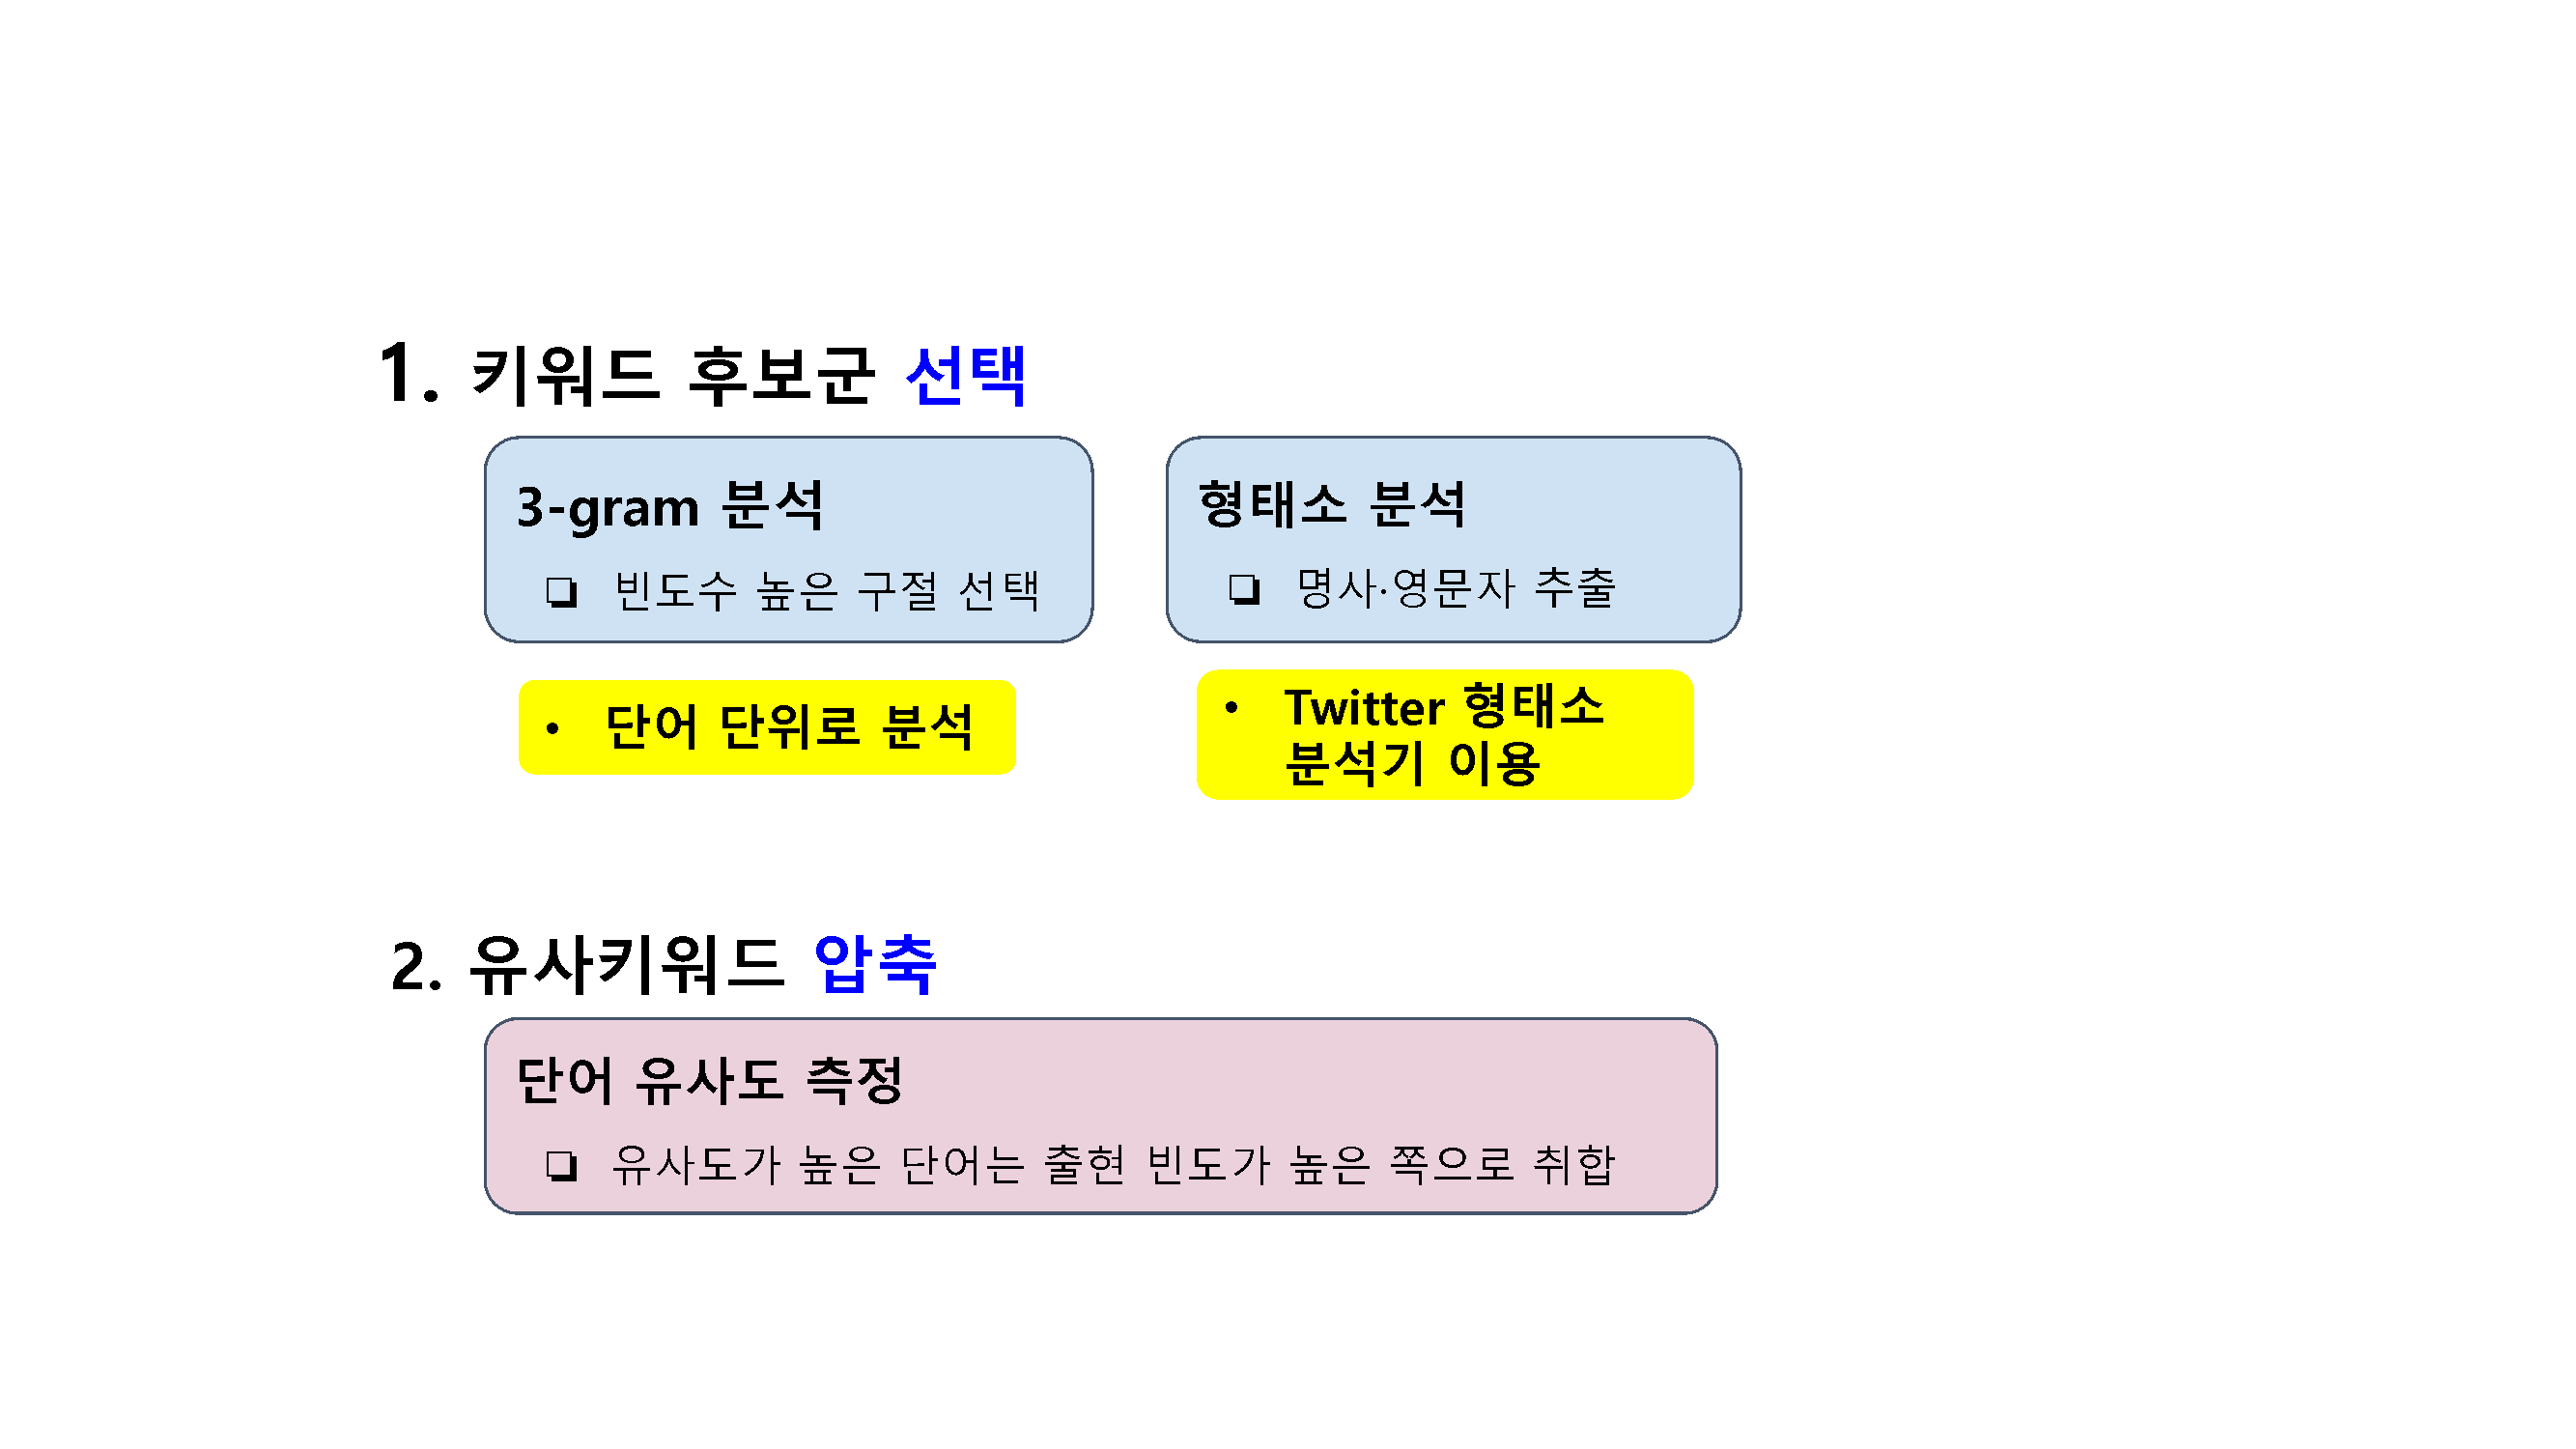 1. 키워드 후보군 선택
3-gram 분석
❏ 빈도수 높은 구절 선택
• 단어 단위로 분석
형태소 분석
❏ 명사·영문자 추출
• Twitter 형태소
분석기 이용
2. 유사키워드 압축
단어 유사도 측정
❏ 유사도가 높은 단어는 출현 빈도가 높은 쪽으로 취합